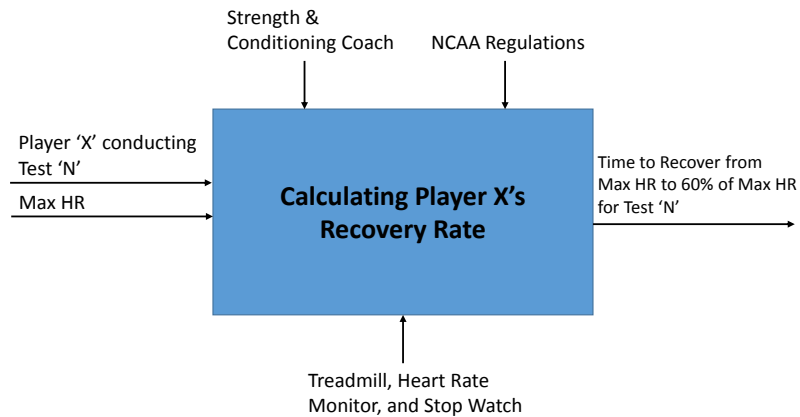 Strength &
Conditioning Coach
NCAA Regulations
Player ‘X’ conducting
Test ‘N’
Max HR
Calculating Player X’s
Recovery Rate
Time to Recover from
Max HR to 60% of Max HR
for Test ‘N’
Treadmill, Heart Rate
Monitor, and Stop Watch